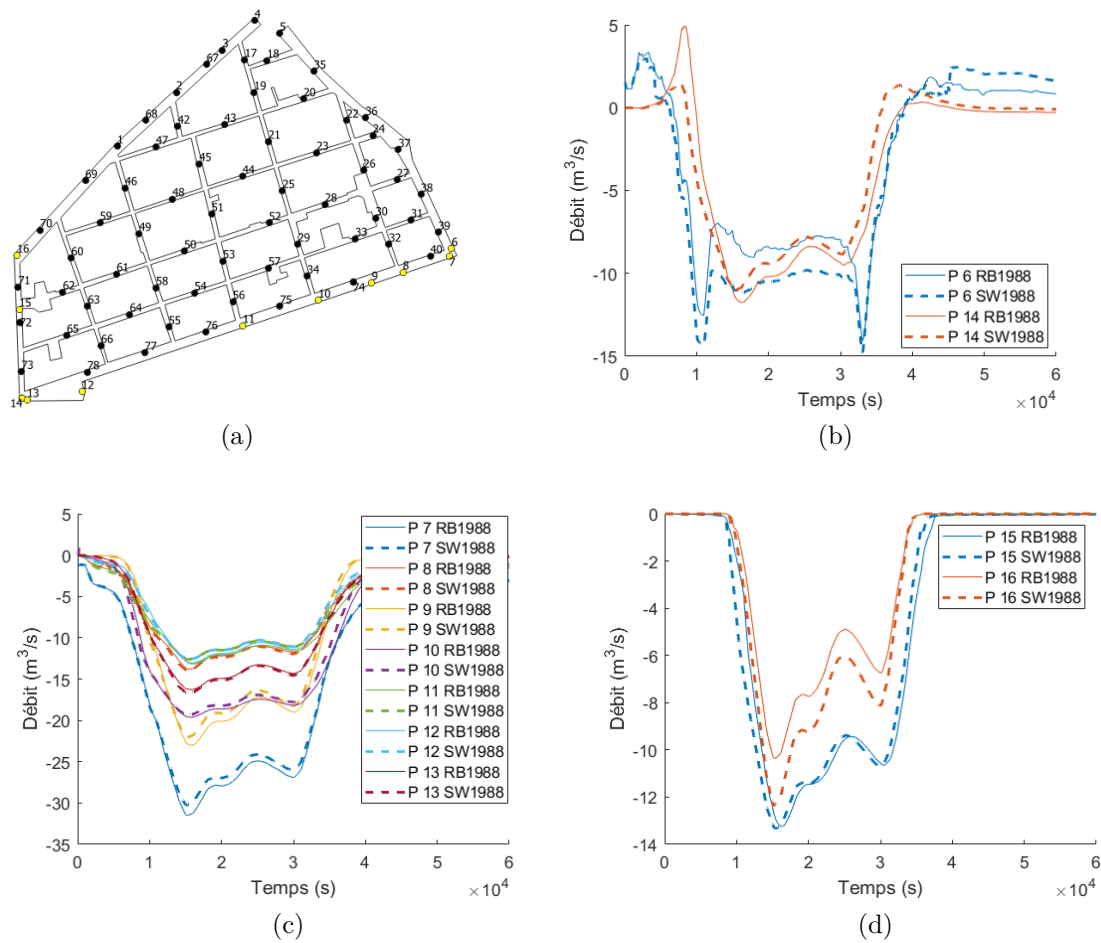 4
5
3
67
17
18
35
2
19
20
68
42
43
22
36
24
1
47
21
23
37
45
69
46
44
26
27
48
25
38
51
28
70
59
52
30
31
49
39
6
16
50
29
33
32
60
53
40
7
61
57
8
71
62
58
34
9
54
74
63
56
10
15
64
75
72
55
11
65
76
66
77
73
78
12
13
14
(a)
5
0
-5
-10
-15
Débit (m³/s)
P 6 RB1988
P 6 SW1988
P 14 RB1988
P 14 SW1988
0 1 2 3 4 5 6
Temps (s)
×10⁴
(b)
5
0
-5
-10
-15
-20
-25
-30
-35
Débit (m³/s)
P 7 RB1988
P 7 SW1988
P 8 RB1988
P 8 SW1988
P 9 RB1988
P 9 SW1988
P 10 RB1988
P 10 SW1988
P 11 RB1988
P 11 SW1988
P 12 RB1988
P 12 SW1988
P 13 RB1988
P 13 SW1988
0 1 2 3 4 5 6
Temps (s)
×10⁴
(c)
0
-2
-4
-6
-8
-10
-12
-14
Débit (m³/s)
P 15 RB1988
P 15 SW1988
P 16 RB1988
P 16 SW1988
0 1 2 3 4 5 6
Temps (s)
×10⁴
(d)